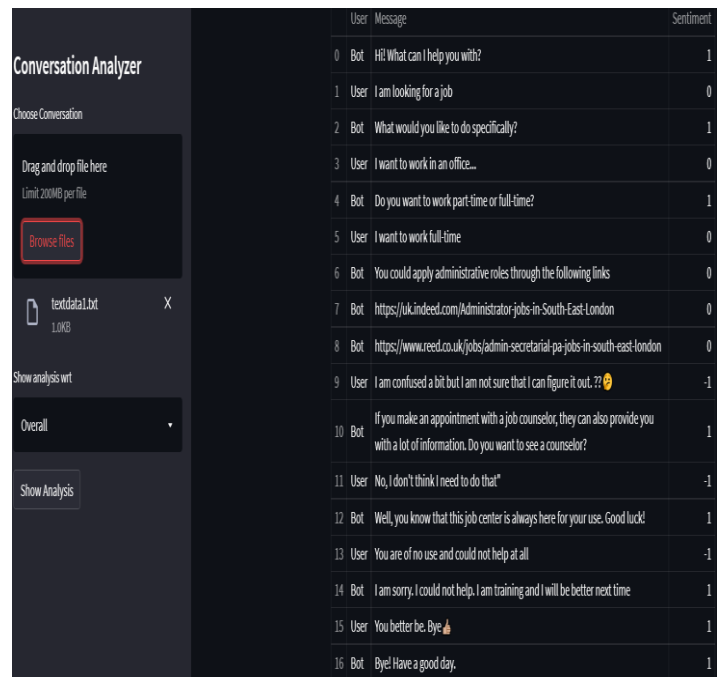 Conversation Analyzer
Choose Conversation
Drag and drop file here
Limit 200MB per file
Browse files
textdata1.txt X
1.0KB
Show analysis wrt
Overall
Show Analysis
User Message Sentiment
0 Bot Hi! What can I help you with? 1
1 User I am looking for a job 0
2 Bot What would you like to do specifically? 1
3 User I want to work in an office... 0
4 Bot Do you want to work part-time or full-time? 1
5 User I want to work full-time 0
6 Bot You could apply administrative roles through the following links 0
7 Bot https://uk.indeed.com/Administrator-jobs-in-South-East-London 0
8 Bot https://www.reed.co.uk/jobs/admin-secretarial-pa-jobs-in-south-east-london 0
9 User I am confused a bit but I am not sure that I can figure it out. ??🤔 -1
10 Bot If you make an appointment with a job counselor, they can also provide you
with a lot of information. Do you want to see a counselor? 1
11 User No, I don't think I need to do that" -1
12 Bot Well, you know that this job center is always here for your use. Good luck! 1
13 User You are of no use and could not help at all -1
14 Bot I am sorry. I could not help. I am training and I will be better next time 1
15 User You better be. Bye👍🏼 1
16 Bot Bye! Have a good day. 1